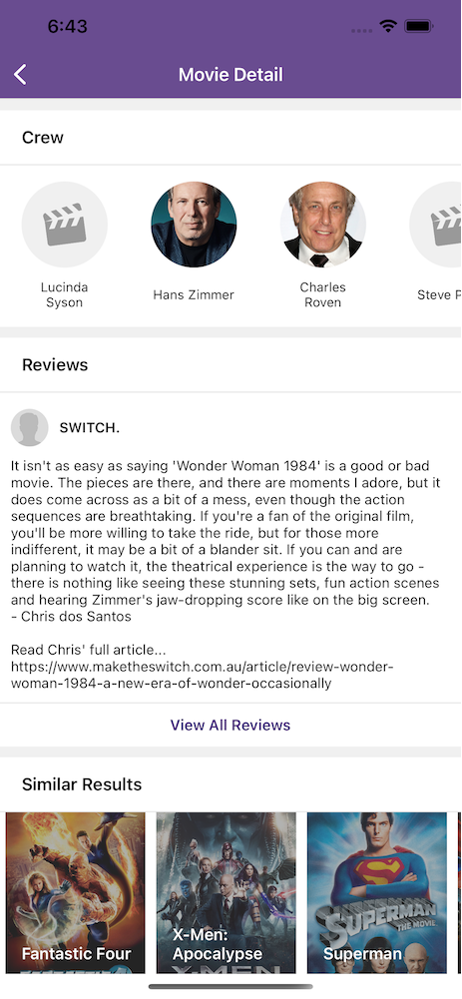 6:43
Movie Detail
Crew
Lucinda
Syson
Hans Zimmer
Charles
Roven
Steve P
Reviews
SWITCH.
It isn't as easy as saying 'Wonder Woman 1984' is a good or bad
movie. The pieces are there, and there are moments I adore, but it
does come across as a bit of a mess, even though the action
sequences are breathtaking. If you're a fan of the original film,
you'll be more willing to take the ride, but for those more
indifferent, it may be a bit of a blander sit. If you can and are
planning to watch it, the theatrical experience is the way to go -
there is nothing like seeing these stunning sets, fun action scenes
and hearing Zimmer's jaw-dropping score like on the big screen.
- Chris dos Santos
Read Chris' full article...
https://www.maketheswitch.com.au/article/review-wonder-
woman-1984-a-new-era-of-wonder-occasionally
View All Reviews
Similar Results
SUPERMAN
THE MOVIE
Fantastic Four
X-Men:
Apocalypse
Superman
X-MEN